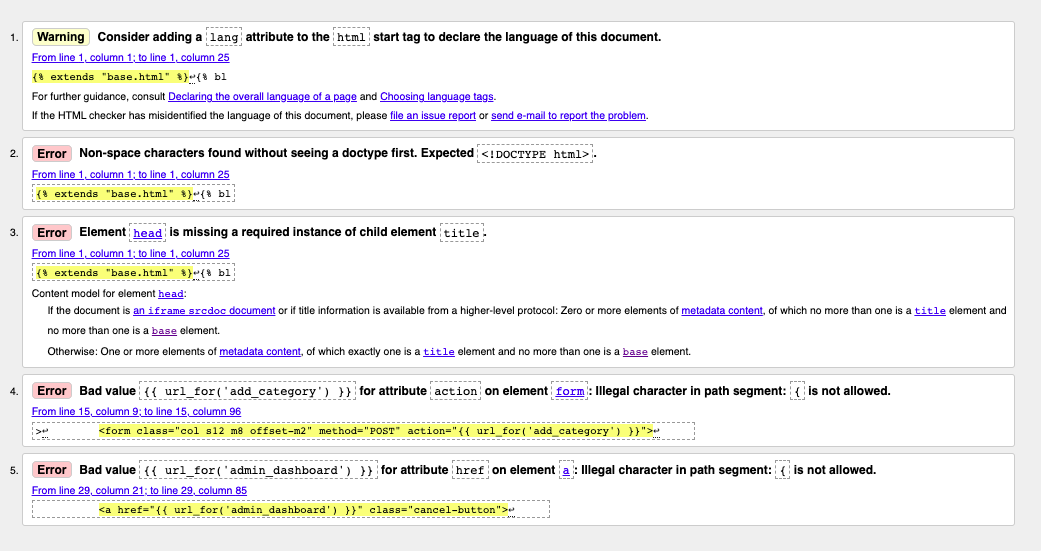 1. Warning Consider adding a lang attribute to the html start tag to declare the language of this document.
From line 1, column 1; to line 1, column 25
{% extends "base.html" %}↩{% bl
For further guidance, consult Declaring the overall language of a page and Choosing language tags.
If the HTML checker has misidentified the language of this document, please file an issue report or send e-mail to report the problem.
2. Error Non-space characters found without seeing a doctype first. Expected <!DOCTYPE html>.
From line 1, column 1; to line 1, column 25
{% extends "base.html" %}↩{% bl
3. Error Element head is missing a required instance of child element title.
From line 1, column 1; to line 1, column 25
{% extends "base.html" %}↩{% bl
Content model for element head:
If the document is an iframe srcdoc document or if title information is available from a higher-level protocol: Zero or more elements of metadata content, of which no more than one is a title element and
no more than one is a base element.
Otherwise: One or more elements of metadata content, of which exactly one is a title element and no more than one is a base element.
4. Error Bad value {{ url_for('add_category') }} for attribute action on element form: Illegal character in path segment: { is not allowed.
From line 15, column 9; to line 15, column 96
>↩ <form class="col s12 m8 offset-m2" method="POST" action="{{ url_for('add_category') }}">↩
5. Error Bad value {{ url_for('admin_dashboard') }} for attribute href on element a: Illegal character in path segment: { is not allowed.
From line 29, column 21; to line 29, column 85
<a href="{{ url_for('admin_dashboard') }}" class="cancel-button">↩